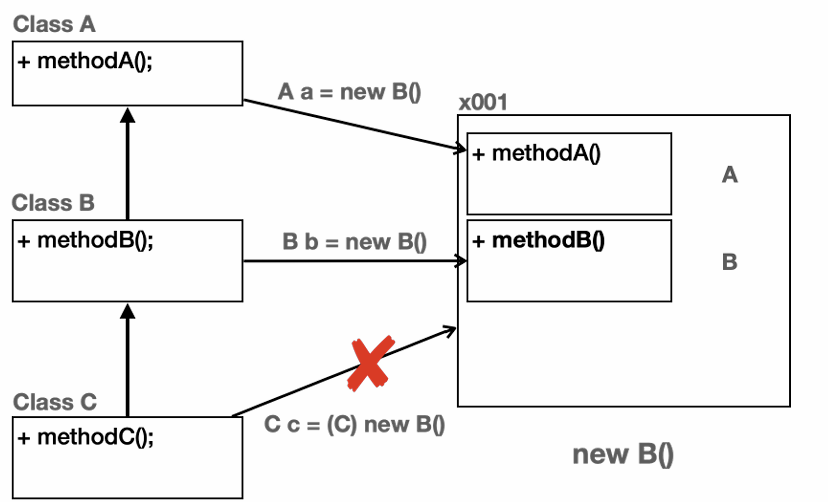 Class A
+ methodA();
A a = new B()
x001
+ methodA()
A
Class B
+ methodB();
B b = new B()
+ methodB()
B
Class C
+ methodC();
C c = (C) new B()
new B()